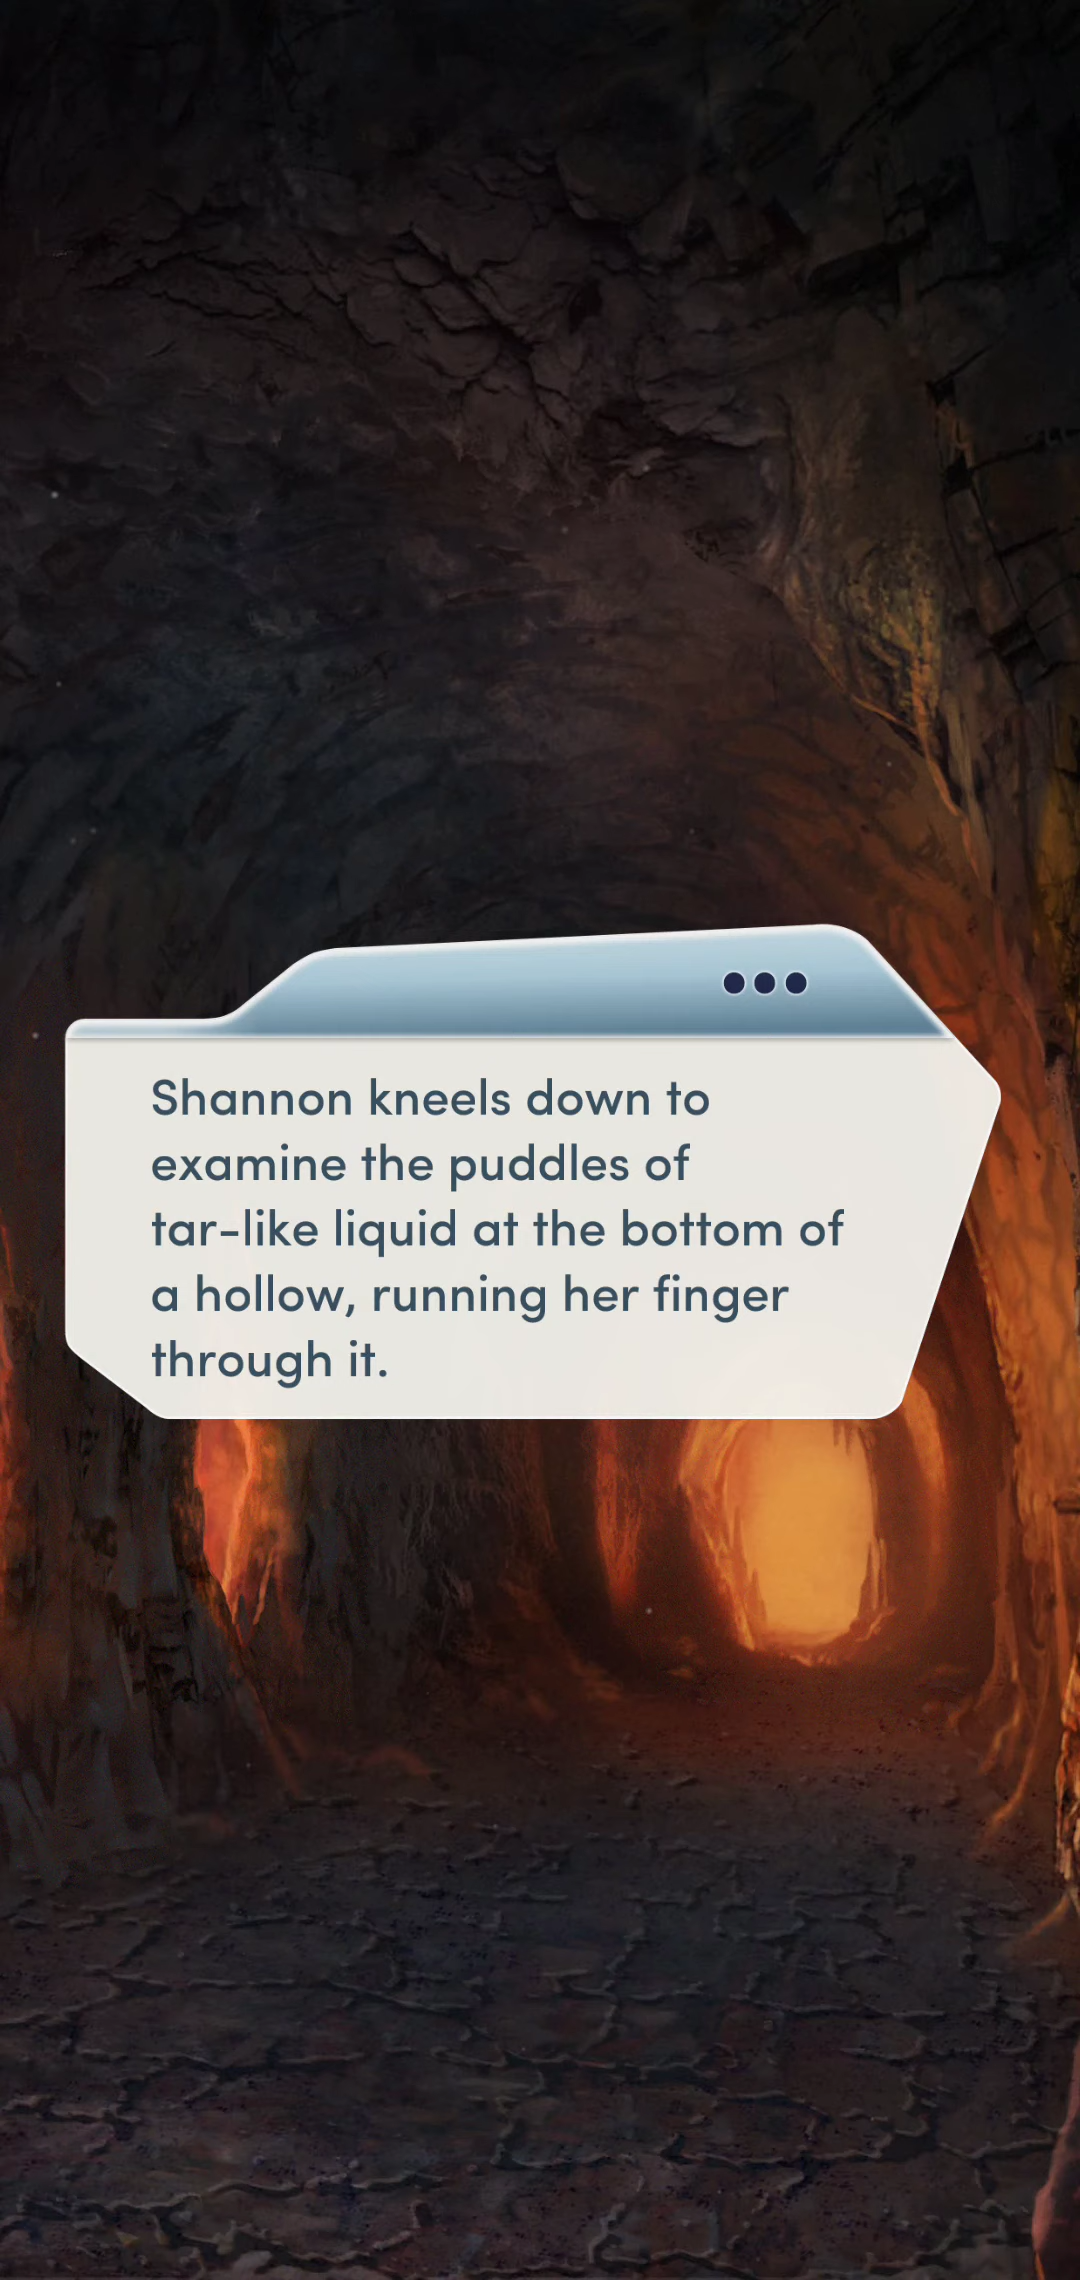 Shannon kneels down to
examine the puddles of
tar-like liquid at the bottom of
a hollow, running her finger
through it.